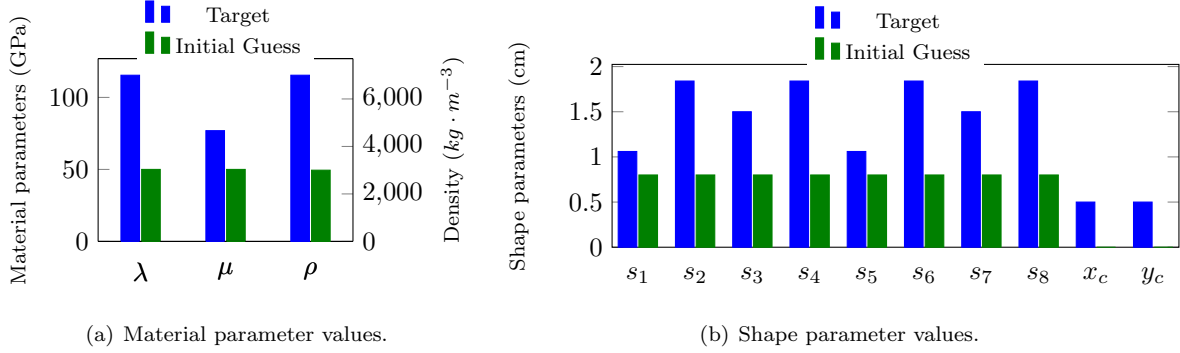 Target
Initial Guess
Material parameters (GPa)
100
50
0
6,000
4,000
2,000
0
Density (kg · m⁻³)
λ μ ρ
(a) Material parameter values.
Target
Initial Guess
Shape parameters (cm)
2
1.5
1
0.5
0
s₁ s₂ s₃ s₄ s₅ s₆ s₇ s₈ x_c y_c
(b) Shape parameter values.